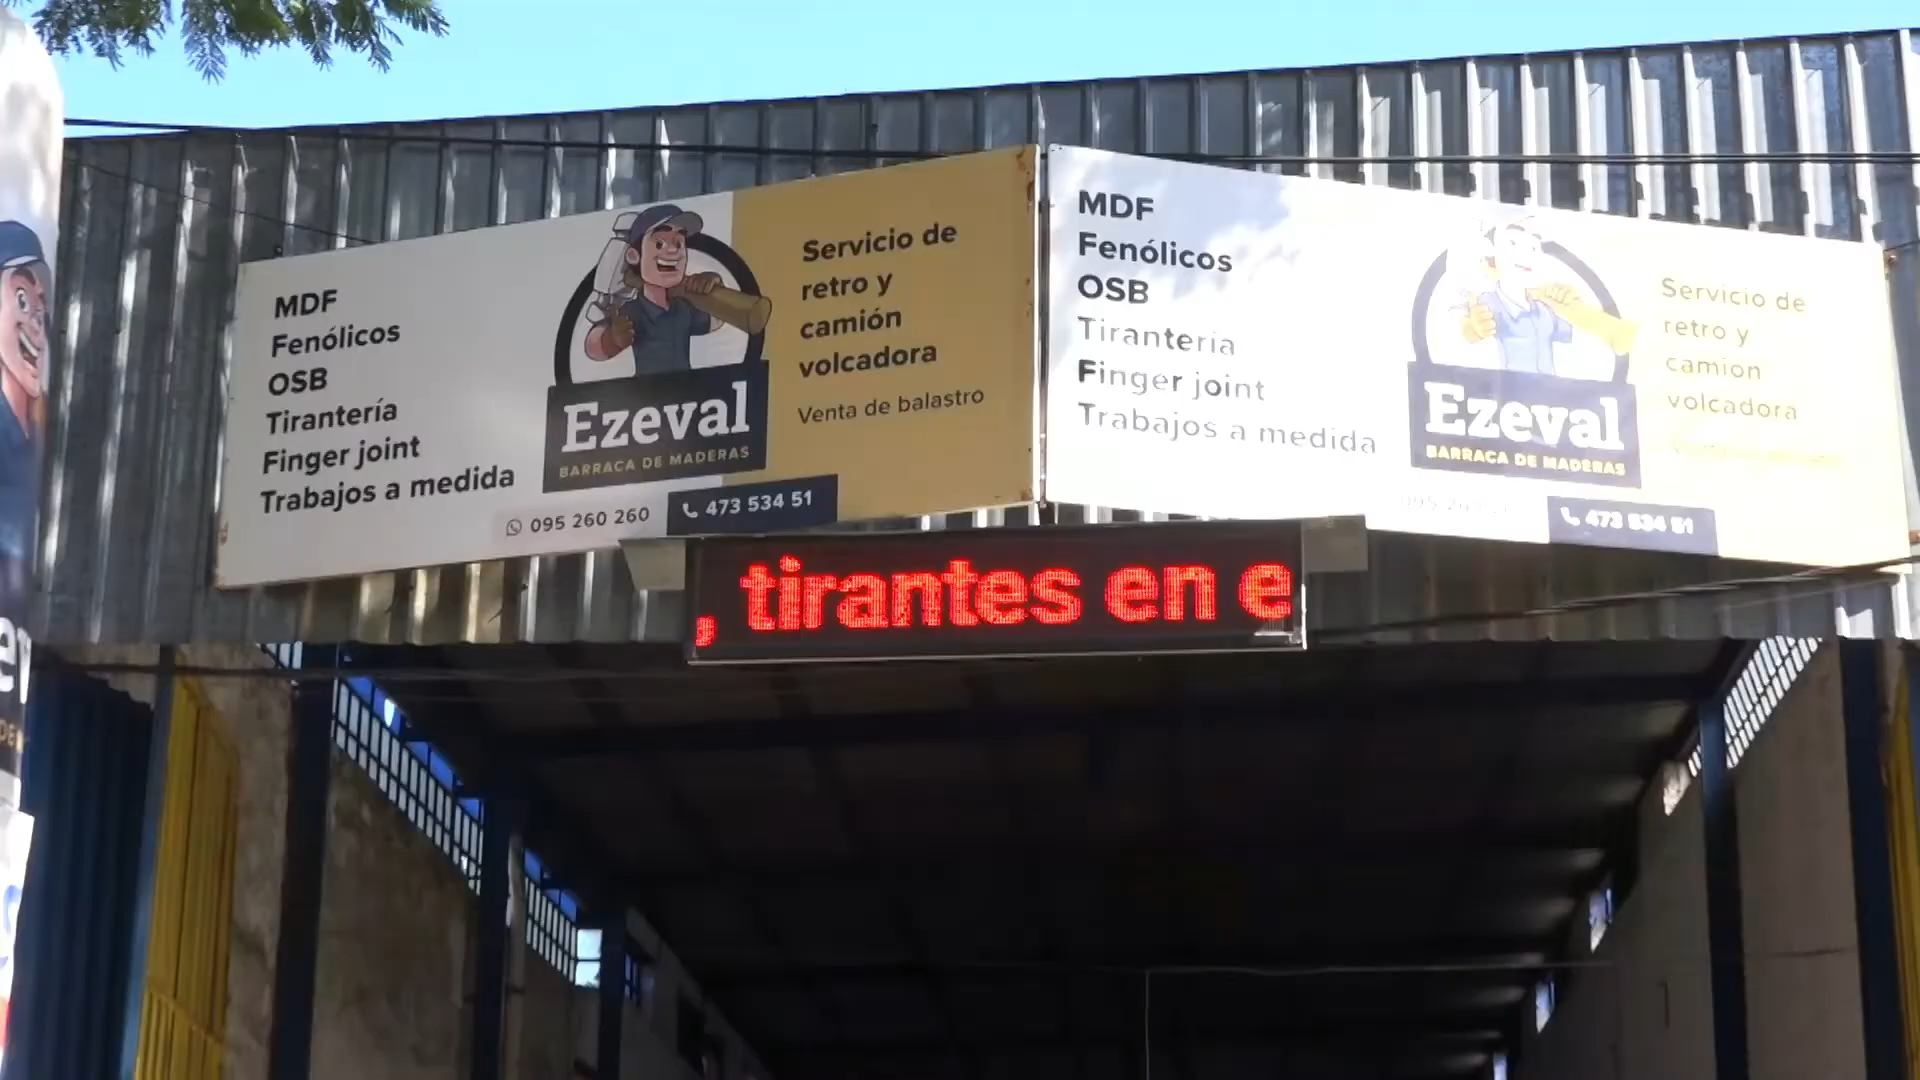 MDF
Fenólicos
OSB
Tirantería
Finger joint
Trabajos a medida
Ezeval
BARRACA DE MADERAS
Servicio de
retro y
camión
volcadora
Venta de balastro
095 260 260
473 534 51
MDF
Fenólicos
OSB
Tirantería
Finger joint
Trabajos a medida
Ezeval
BARRACA DE MADERAS
Servicio de
retro y
camión
volcadora
473 534 51
, tirantes en e